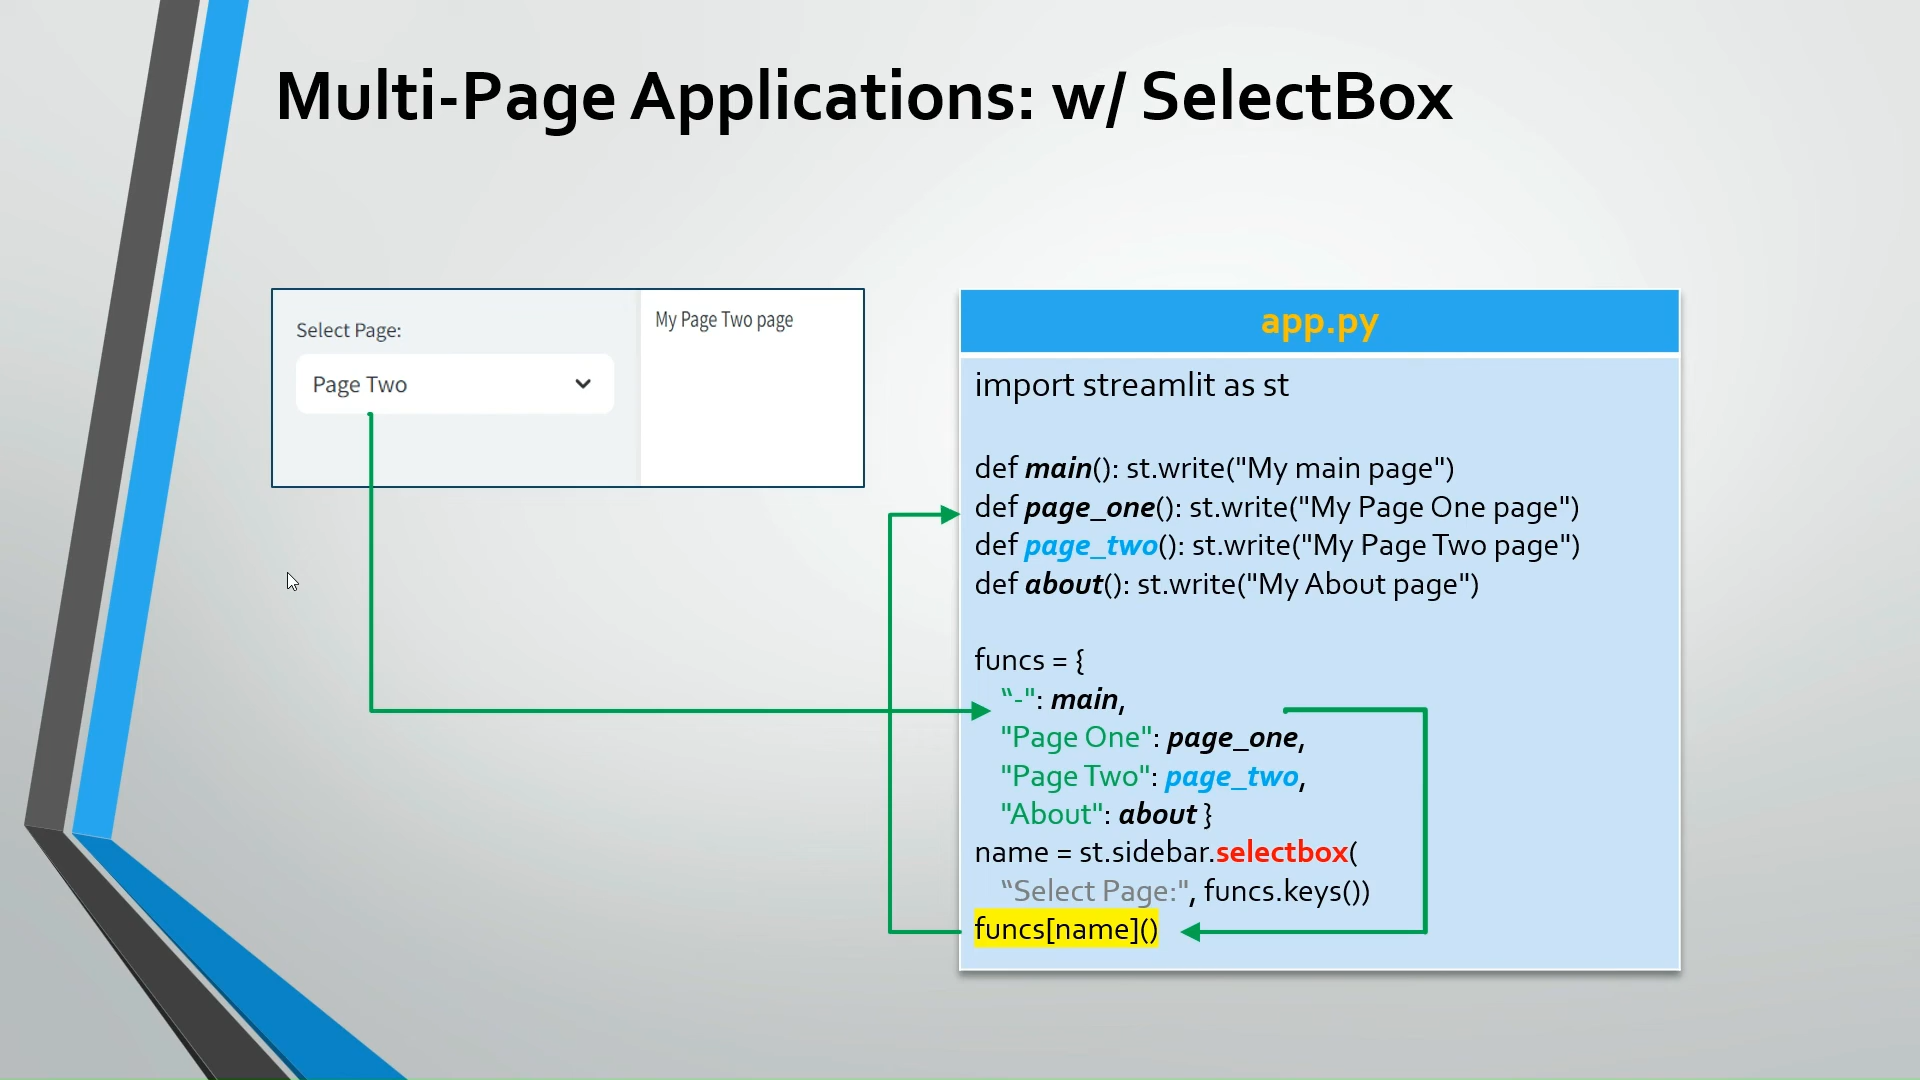 Multi-Page Applications: w/ SelectBox
Select Page:
Page Two
My Page Two page
app.py
import streamlit as st
def main(): st.write("My main page")
def page_one(): st.write("My Page One page")
def page_two(): st.write("My Page Two page")
def about(): st.write("My About page")
funcs = {
“-": main,
"Page One": page_one,
"Page Two": page_two,
"About": about }
name = st.sidebar.selectbox(
“Select Page:", funcs.keys())
funcs[name]()